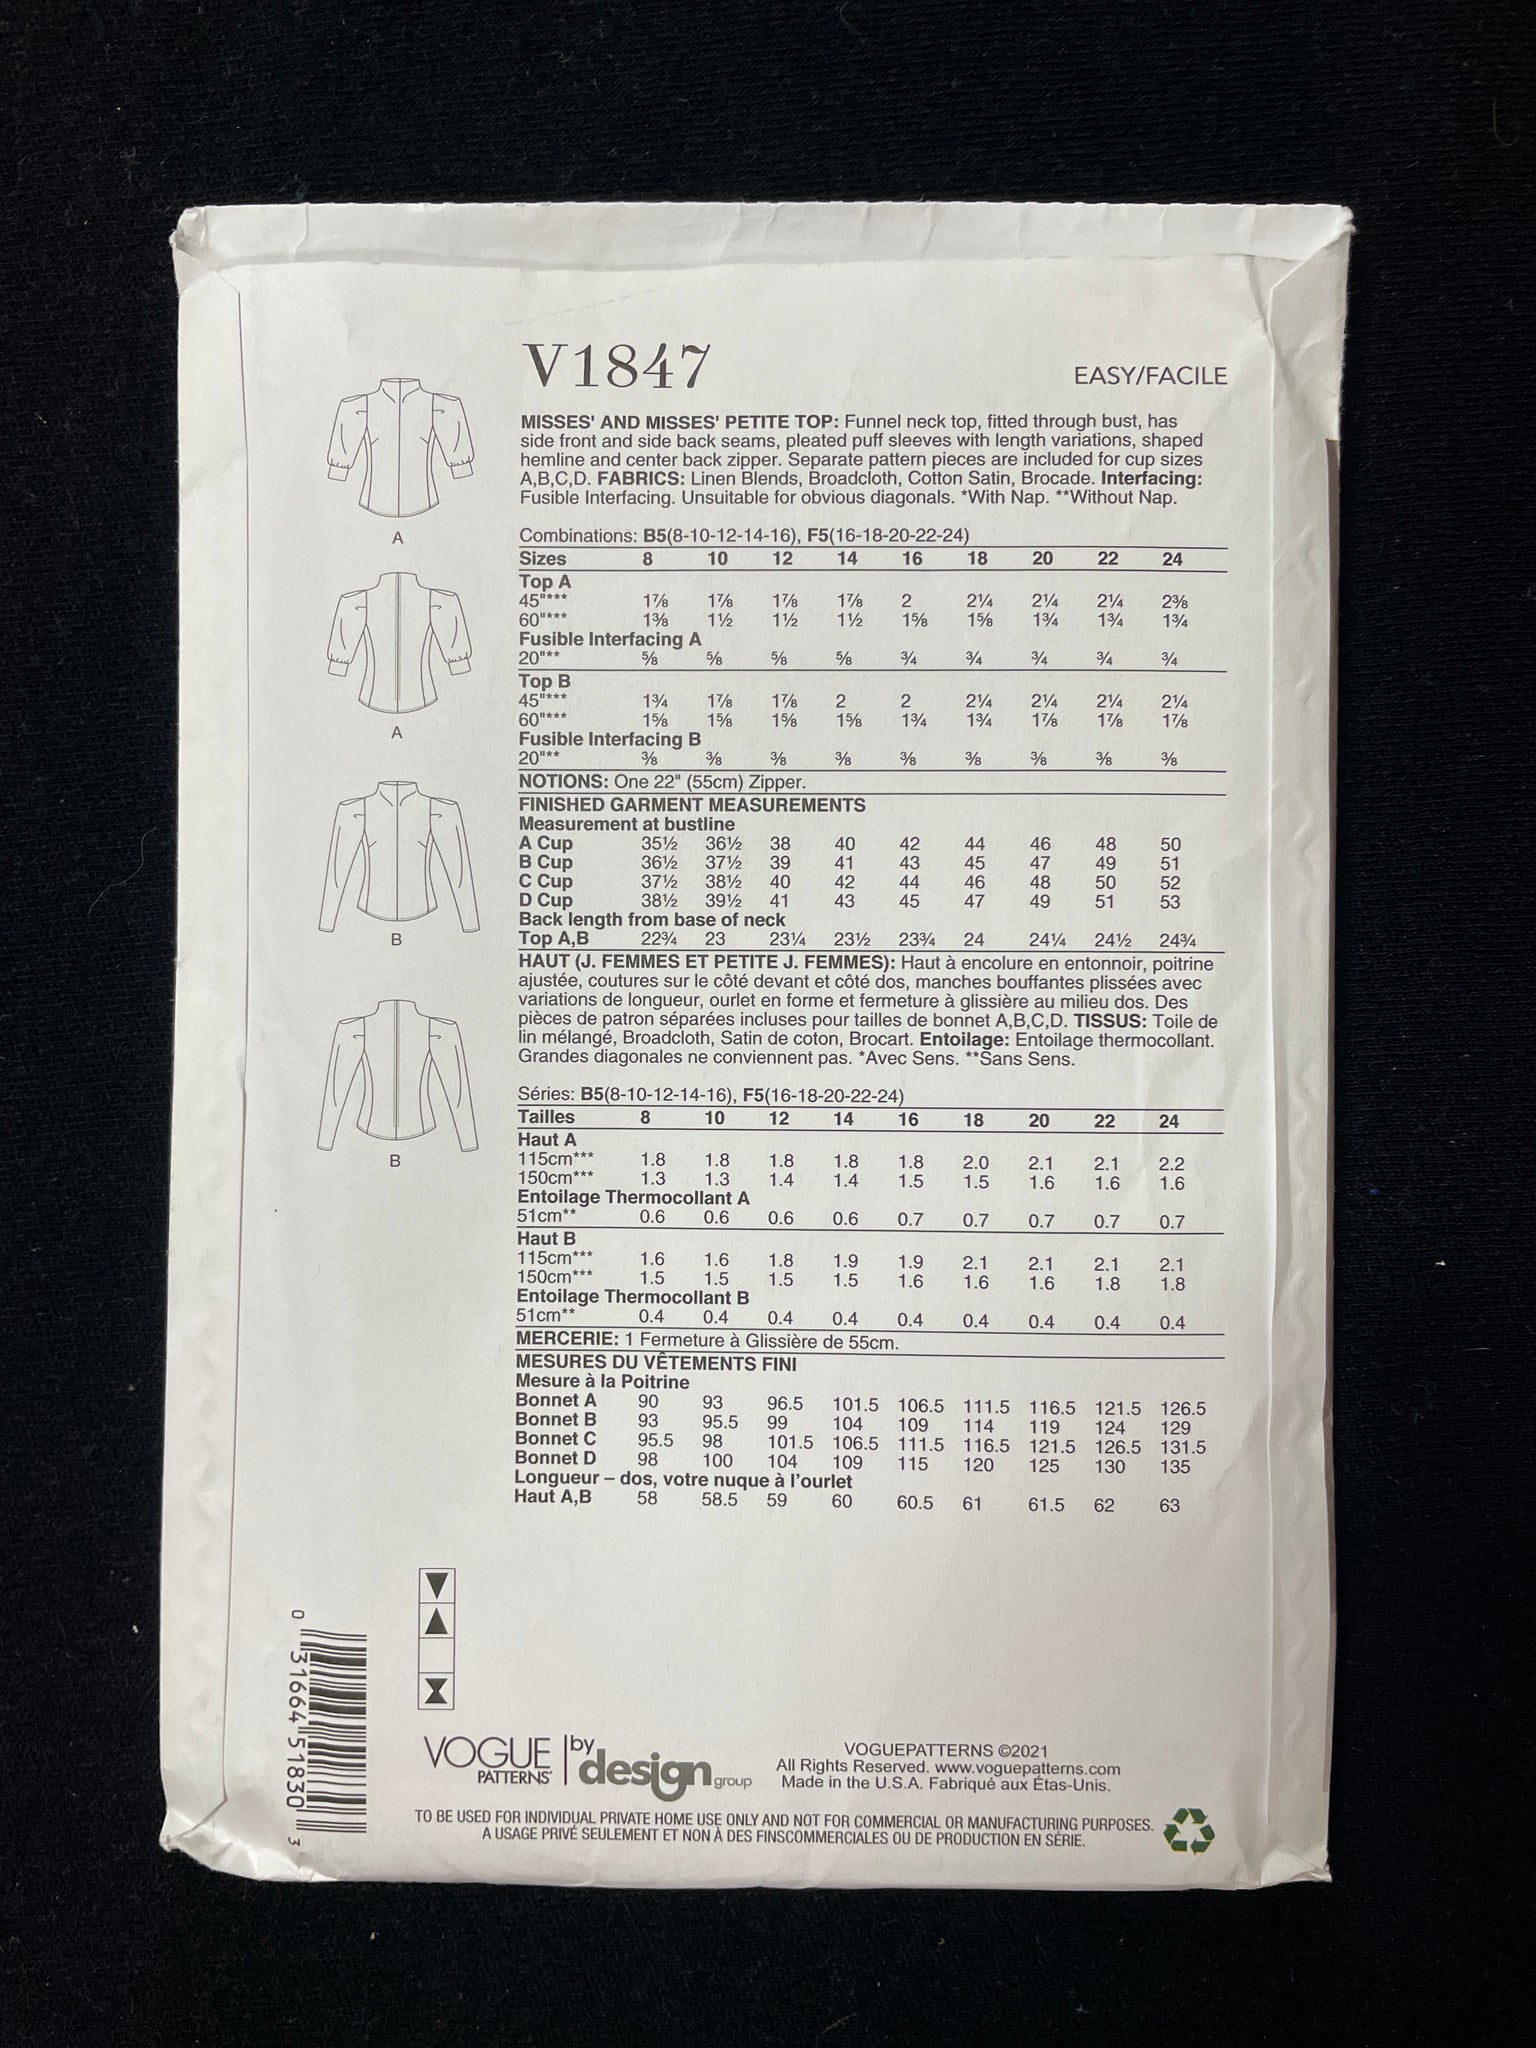 V1847
EASY/FACILE
MISSES' AND MISSES' PETITE TOP: Funnel neck top, fitted through bust, has
side front and side back seams, pleated puff sleeves with length variations, shaped
hemline and center back zipper. Separate pattern pieces are included for cup sizes
A,B,C,D. FABRICS: Linen Blends, Broadcloth, Cotton Satin, Brocade. Interfacing:
Fusible Interfacing. Unsuitable for obvious diagonals. *With Nap. **Without Nap.
A
A
B
B
Combinations: B5(8-10-12-14-16), F5(16-18-20-22-24)
Sizes 8 10 12 14 16 18 20 22 24
Top A
45"*** 1⅞ 1⅞ 1⅞ 1⅞ 2 2¼ 2¼ 2¼ 2⅜
60"*** 1⅜ 1½ 1½ 1½ 1⅝ 1⅝ 1¾ 1¾ 1¾
Fusible Interfacing A
20"** ⅝ ⅝ ⅝ ⅝ ¾ ¾ ¾ ¾ ¾
Top B
45"*** 1¾ 1⅞ 1⅞ 2 2 2¼ 2¼ 2¼ 2¼
60"*** 1⅝ 1⅝ 1⅝ 1⅝ 1¾ 1¾ 1⅞ 1⅞ 1⅞
Fusible Interfacing B
20"** ⅜ ⅜ ⅜ ⅜ ⅜ ⅜ ⅜ ⅜ ⅜
NOTIONS: One 22" (55cm) Zipper.
FINISHED GARMENT MEASUREMENTS
Measurement at bustline
A Cup 35½ 36½ 38 40 42 44 46 48 50
B Cup 36½ 37½ 39 41 43 45 47 49 51
C Cup 37½ 38½ 40 42 44 46 48 50 52
D Cup 38½ 39½ 41 43 45 47 49 51 53
Back length from base of neck
Top A,B 22¾ 23 23¼ 23½ 23¾ 24 24¼ 24½ 24¾
HAUT (J. FEMMES ET PETITE J. FEMMES): Haut à encolure en entonnoir, poitrine
ajustée, coutures sur le côté devant et côté dos, manches bouffantes plissées avec
variations de longueur, ourlet en forme et fermeture à glissière au milieu dos. Des
pièces de patron séparées incluses pour tailles de bonnet A,B,C,D. TISSUS: Toile de
lin mélangé, Broadcloth, Satin de coton, Brocart. Entoilage: Entoilage thermocollant.
Grandes diagonales ne conviennent pas. *Avec Sens. **Sans Sens.
Séries: B5(8-10-12-14-16), F5(16-18-20-22-24)
Tailles 8 10 12 14 16 18 20 22 24
Haut A
115cm*** 1.8 1.8 1.8 1.8 1.8 2.0 2.1 2.1 2.2
150cm*** 1.3 1.3 1.4 1.4 1.5 1.5 1.6 1.6 1.6
Entoilage Thermocollant A
51cm** 0.6 0.6 0.6 0.6 0.7 0.7 0.7 0.7 0.7
Haut B
115cm*** 1.6 1.6 1.8 1.9 1.9 2.1 2.1 2.1 2.1
150cm*** 1.5 1.5 1.5 1.5 1.6 1.6 1.6 1.8 1.8
Entoilage Thermocollant B
51cm** 0.4 0.4 0.4 0.4 0.4 0.4 0.4 0.4 0.4
MERCERIE: 1 Fermeture à Glissière de 55cm.
MESURES DU VÊTEMENTS FINI
Mesure à la Poitrine
Bonnet A 90 93 96.5 101.5 106.5 111.5 116.5 121.5 126.5
Bonnet B 93 95.5 99 104 109 114 119 124 129
Bonnet C 95.5 98 101.5 106.5 111.5 116.5 121.5 126.5 131.5
Bonnet D 98 100 104 109 115 120 125 130 135
Longueur – dos, votre nuque à l'ourlet
Haut A,B 58 58.5 59 60 60.5 61 61.5 62 63
0 31664 51830 3
VOGUE PATTERNS® by design group
VOGUEPATTERNS ©2021
All Rights Reserved. www.voguepatterns.com
Made in the U.S.A. Fabriqué aux Étas-Unis.
TO BE USED FOR INDIVIDUAL PRIVATE HOME USE ONLY AND NOT FOR COMMERCIAL OR MANUFACTURING PURPOSES.
A USAGE PRIVÉ SEULEMENT ET NON À DES FINSCOMMERCIALES OU DE PRODUCTION EN SÉRIE.